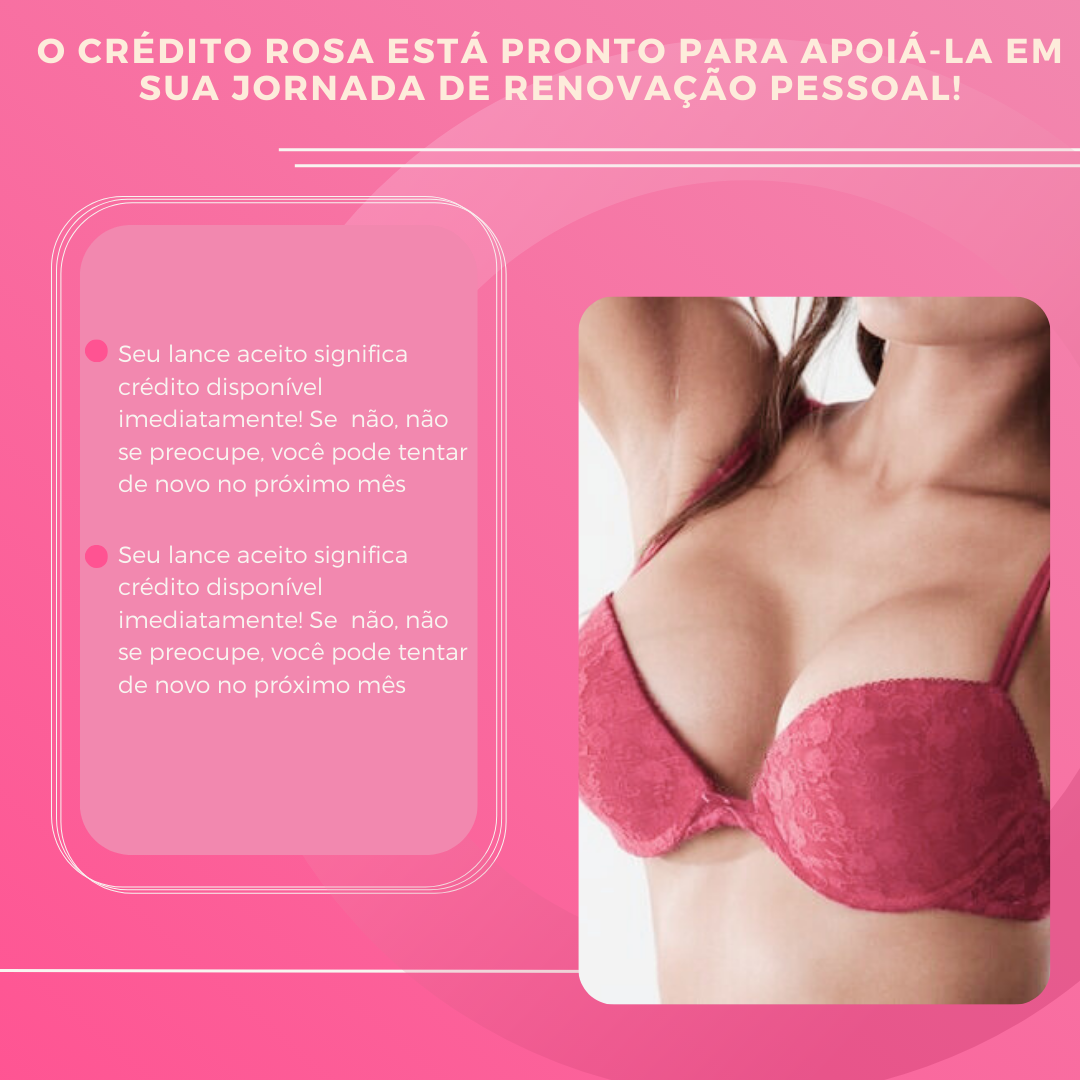 O CRÉDITO ROSA ESTÁ PRONTO PARA APOIÁ-LA EM
SUA JORNADA DE RENOVAÇÃO PESSOAL!
Seu lance aceito significa
crédito disponível
imediatamente! Se  não, não
se preocupe, você pode tentar
de novo no próximo mês
Seu lance aceito significa
crédito disponível
imediatamente! Se  não, não
se preocupe, você pode tentar
de novo no próximo mês